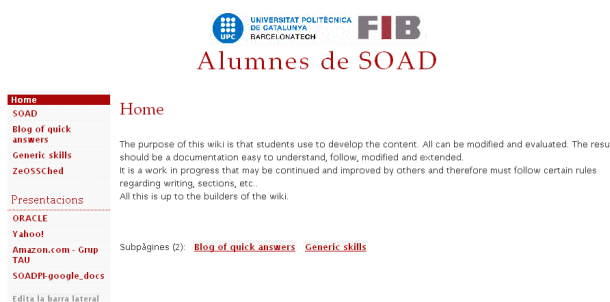 UNIVERSITAT POLITÈCNICA
DE CATALUNYA
BARCELONATECH
UPC
FIB
Alumnes de SOAD
Home
SOAD
Blog of quick
answers
Generic skills
ZeOSSChed
Presentacions
ORACLE
Yahoo!
Amazon.com - Grup
TAU
SOADPI-google_docs
Edita la barra lateral
Home
The purpose of this wiki is that students use to develop the content. All can be modified and evaluated. The resu
should be a documentation easy to understand, follow, modified and extended.
It is a work in progress that may be continued and improved by others and therefore must follow certain rules
regarding writing, sections, etc..
All this is up to the builders of the wiki.
Subpàgines (2): Blog of quick answers Generic skills